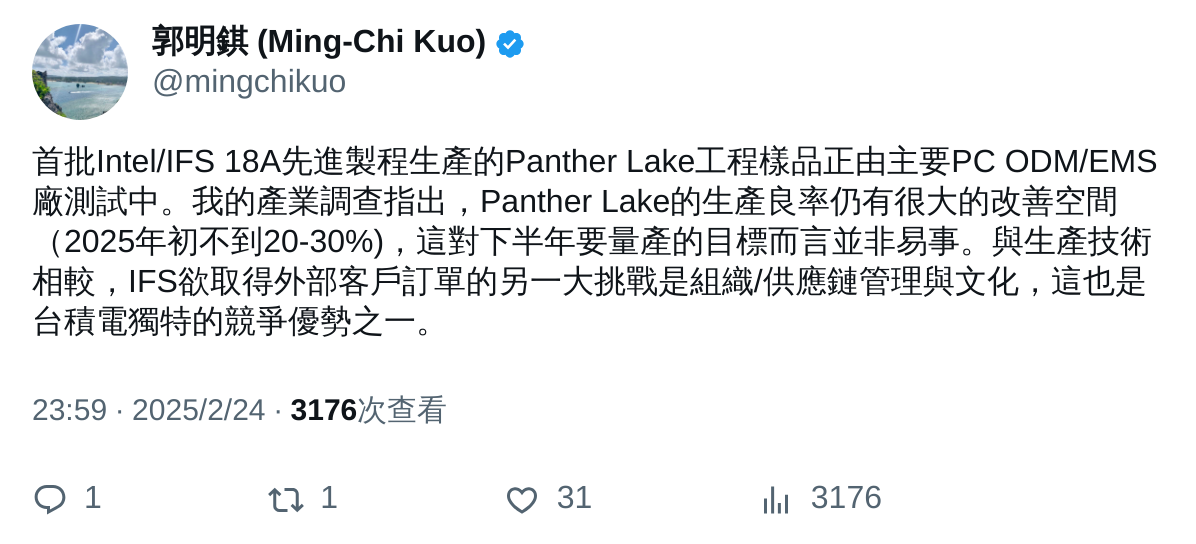 郭明錤 (Ming-Chi Kuo)
@mingchikuo
首批Intel/IFS 18A先進製程生產的Panther Lake工程樣品正由主要PC ODM/EMS
廠測試中。我的產業調查指出，Panther Lake的生產良率仍有很大的改善空間
（2025年初不到20-30%)，這對下半年要量產的目標而言並非易事。與生產技術
相較，IFS欲取得外部客戶訂單的另一大挑戰是組織/供應鏈管理與文化，這也是
台積電獨特的競爭優勢之一。
23:59 · 2025/2/24 · 3176次查看
1 1 31 3176